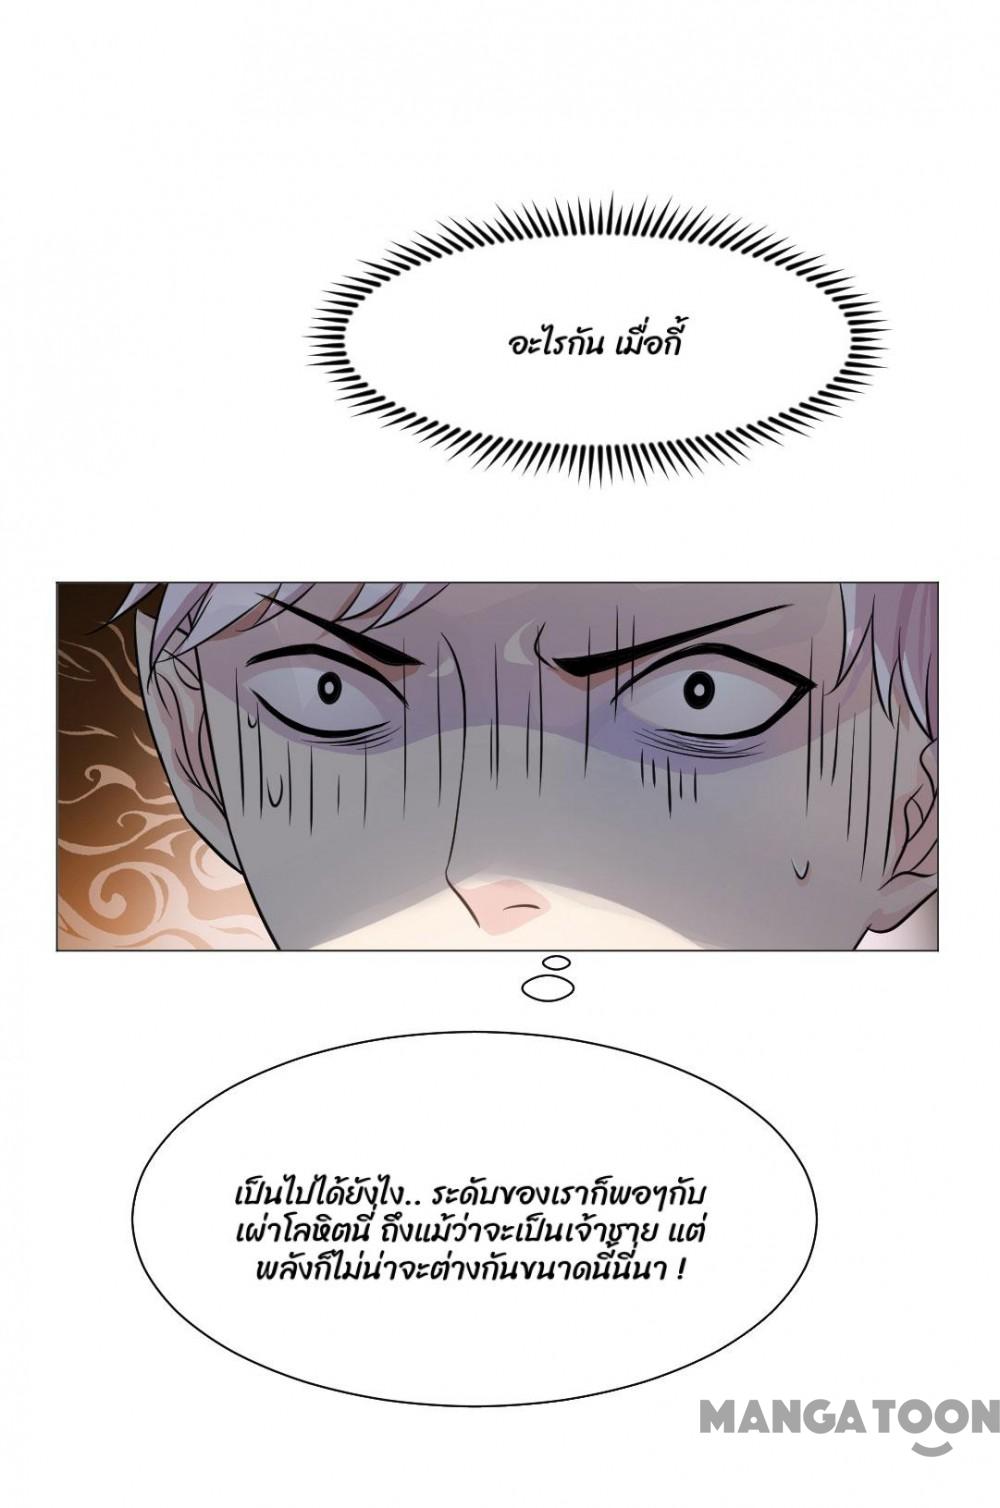 อะไรกัน เมื่อกี้
เป็นไปได้ยังไง.. ระดับของเราก็พอๆกับ
เผ่าโลหิตนี่ ถึงแม้ว่าจะเป็นเจ้าชาย แต่
พลังก็ไม่น่าจะต่างกันขนาดนี้นี่นา !
MANGATOON